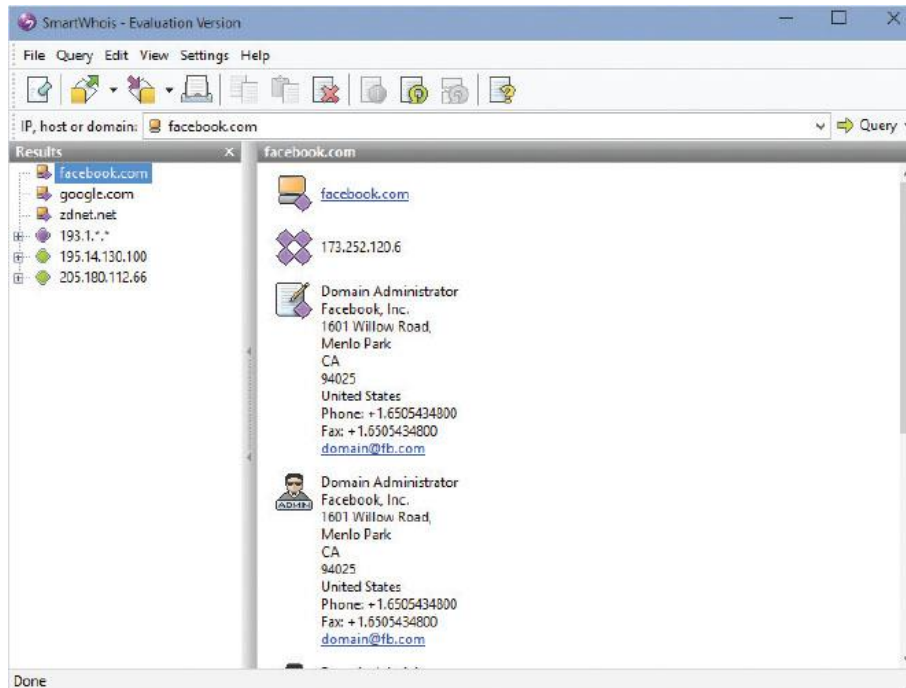 SmartWhois - Evaluation Version
File Query Edit View Settings Help
IP, host or domain: facebook.com Query
Results
facebook.com
google.com
zdnet.net
193.1.*.*
195.14.130.100
205.180.112.66
facebook.com
facebook.com
173.252.120.6
Domain Administrator
Facebook, Inc.
1601 Willow Road,
Menlo Park
CA
94025
United States
Phone: +1.6505434800
Fax: +1.6505434800
domain@fb.com
ADMIN
Domain Administrator
Facebook, Inc.
1601 Willow Road,
Menlo Park
CA
94025
United States
Phone: +1.6505434800
Fax: +1.6505434800
domain@fb.com
Done